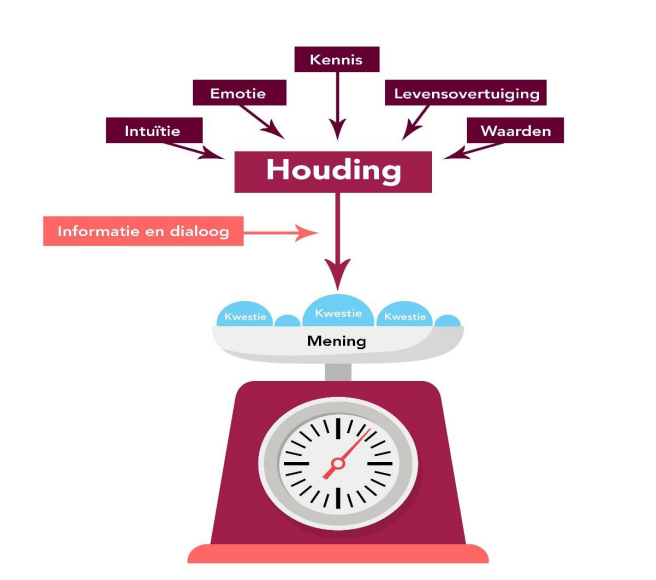 Kennis
Emotie
Levensovertuiging
Intuïtie
Waarden
Houding
Informatie en dialoog
Kwestie
Kwestie
Kwestie
Mening